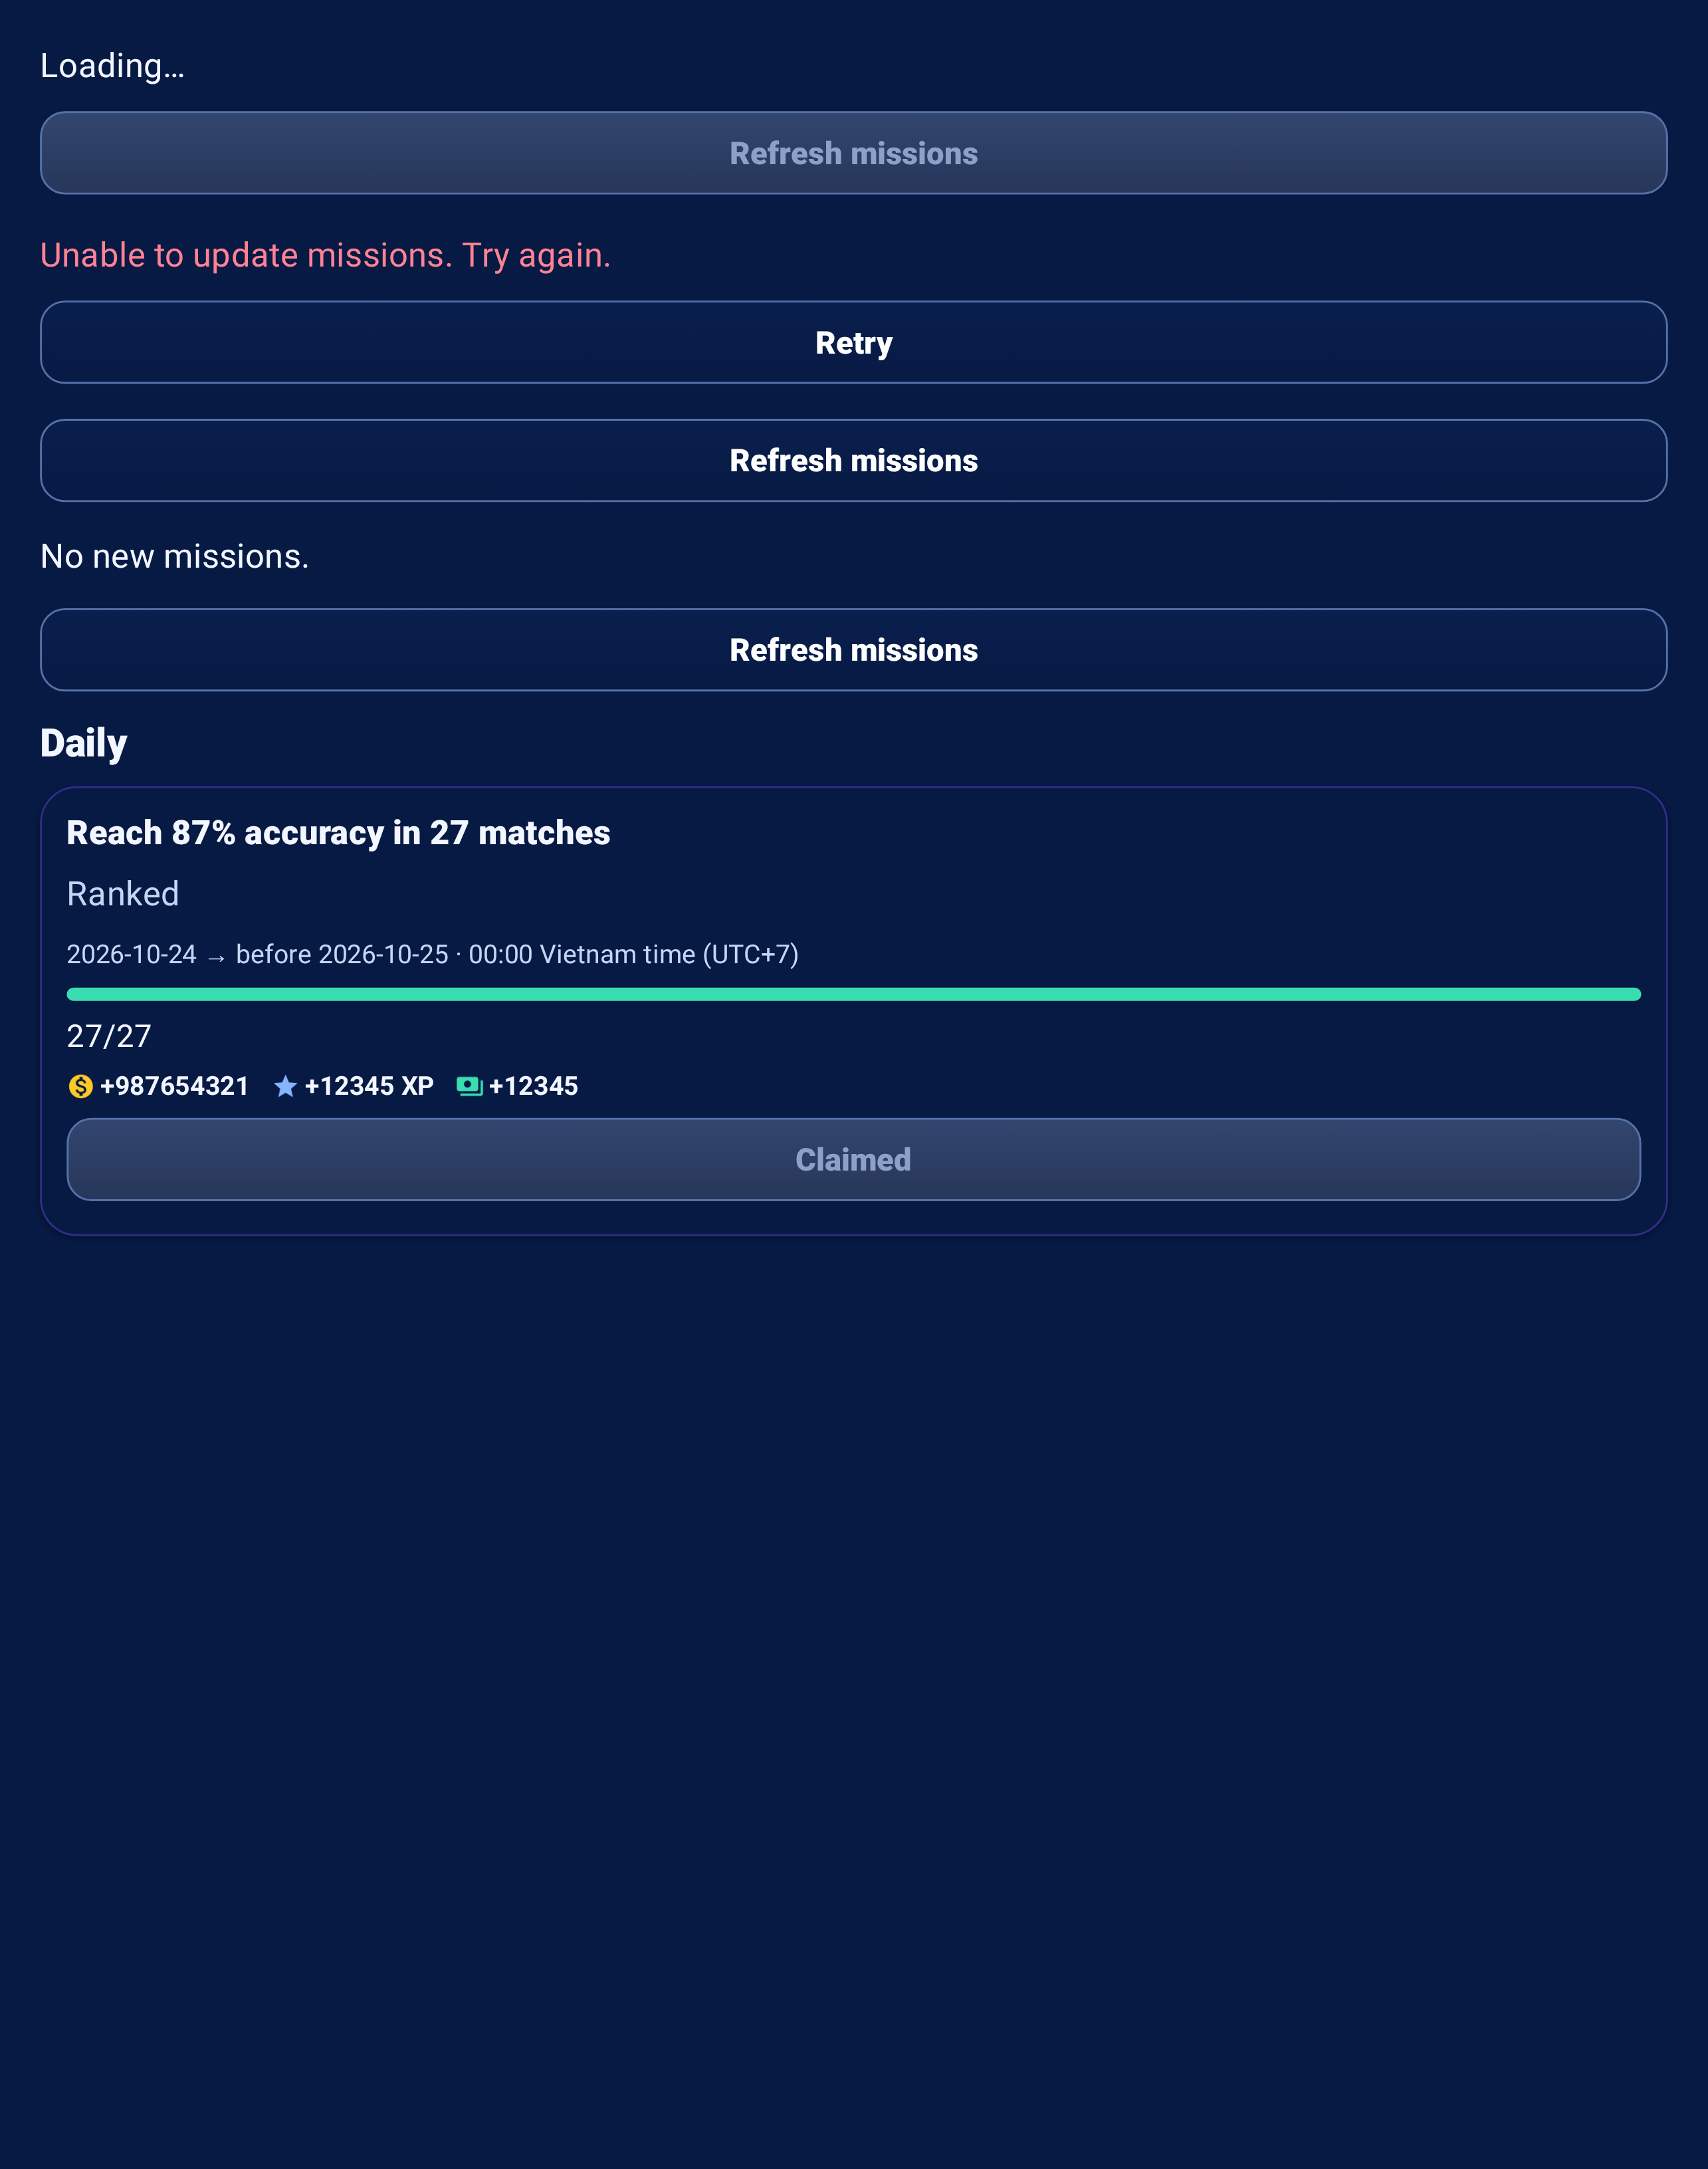 Loading...
Refresh missions
Unable to update missions. Try again.
Retry
Refresh missions
No new missions.
Refresh missions
Daily
Reach 87% accuracy in 27 matches
Ranked
2026-10-24 → before 2026-10-25 · 00:00 Vietnam time (UTC+7)
27/27
+987654321 +12345 XP +12345
Claimed